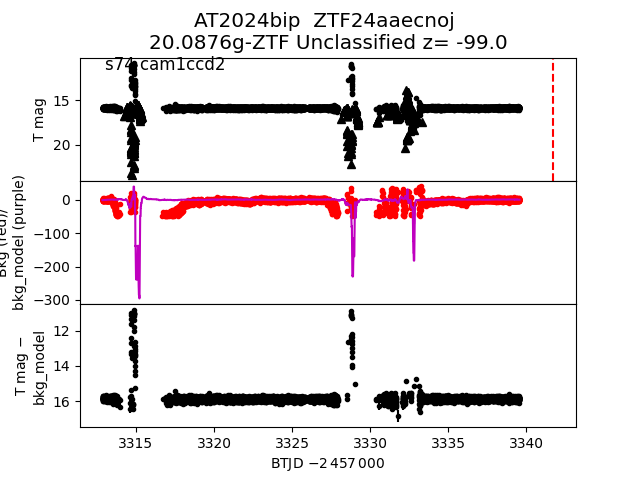 AT2024bip ZTF24aaecnoj
20.0876g-ZTF Unclassified z= -99.0
s74 cam1ccd2
T mag
15
20
Bkg (red)/
bkg_model (purple)
0
−100
−200
−300
T mag −
bkg_model
12
14
16
3315
3320
3325
3330
3335
3340
BTJD −2 457 000